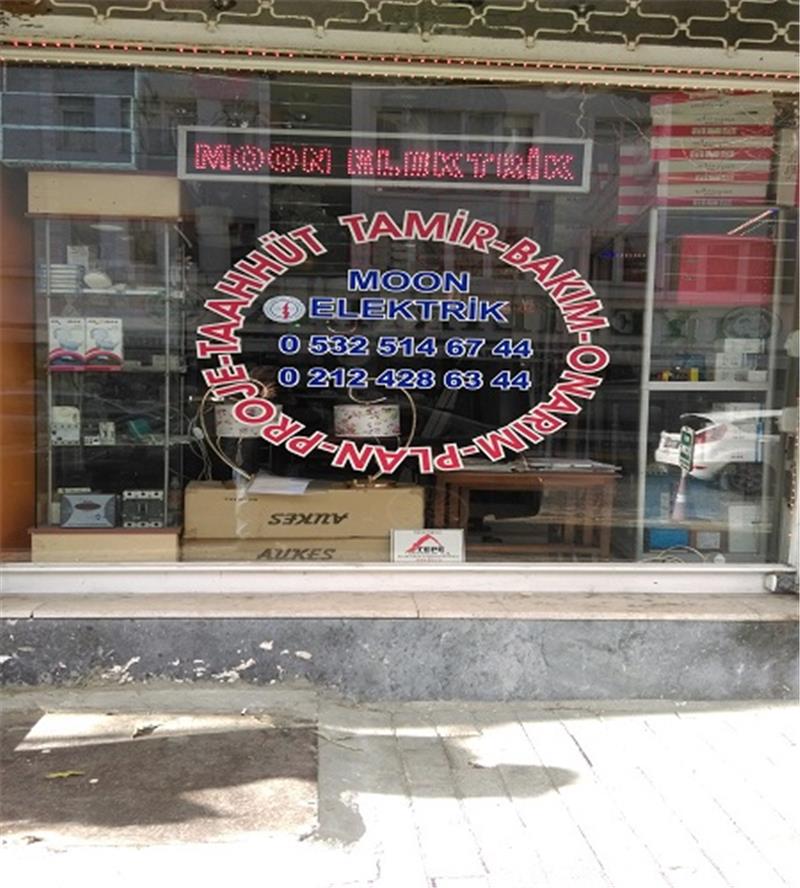 MOON ELEKTRİK
PROJE-TAAHHÜT TAMİR-BAKIM-ONARIM-PLAN-
MOON
ELEKTRİK
0 532 514 67 44
0 212 428 63 44
AUKES
AUKES
TEPE